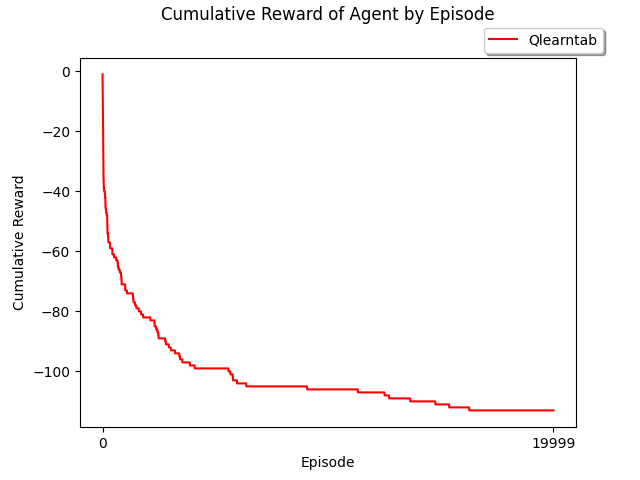 Cumulative Reward of Agent by Episode
Qlearntab
0
−20
−40
−60
−80
−100
Cumulative Reward
0 19999
Episode